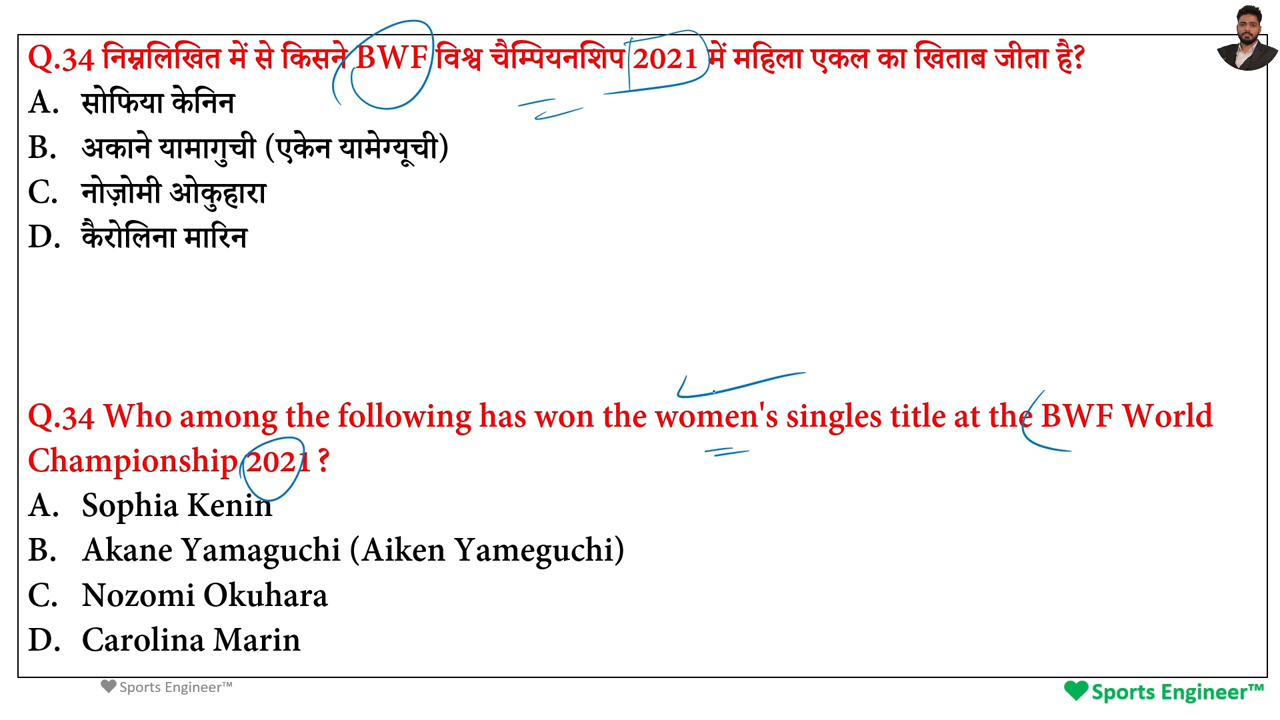 Q.34 निम्नलिखित में से किसने BWF विश्व चैम्पियनशिप 2021 में महिला एकल का खिताब जीता है?
A. सोफिया केनिन
B. अकाने यामागुची (एकेन यामेग्यूची)
C. नोज़ोमी ओकुहारा
D. कैरोलिना मारिन
Q.34 Who among the following has won the women's singles title at the BWF World
Championship 2021 ?
A. Sophia Kenin
B. Akane Yamaguchi (Aiken Yameguchi)
C. Nozomi Okuhara
D. Carolina Marin
Sports Engineer™
Sports Engineer™